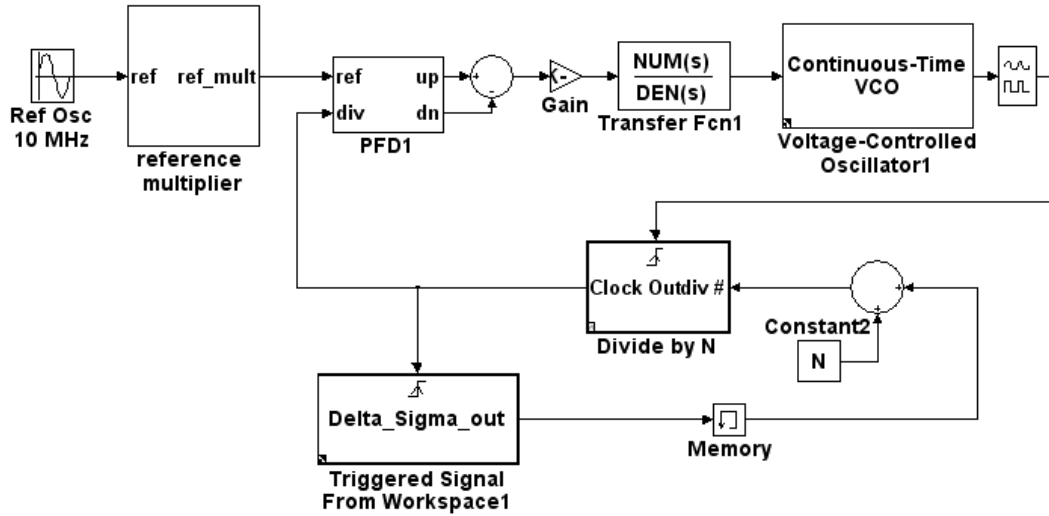 ref ref_mult
Ref Osc
10 MHz
reference
multiplier
ref up
div dn
PFD1
+
-
Gain
NUM(s)
DEN(s)
Transfer Fcn1
Continuous-Time
VCO
Voltage-Controlled
Oscillator1
Clock Outdiv #
Divide by N
+
+
Constant2
N
Delta_Sigma_out
Triggered Signal
From Workspace1
Memory